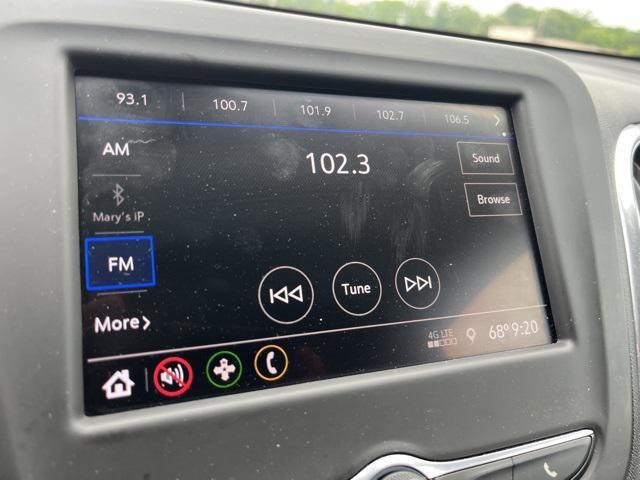 93.1 100.7 101.9 102.7 106.5
AM
102.3
Sound
Mary's iP
Browse
FM
Tune
More
4G LTE
68° 9:20